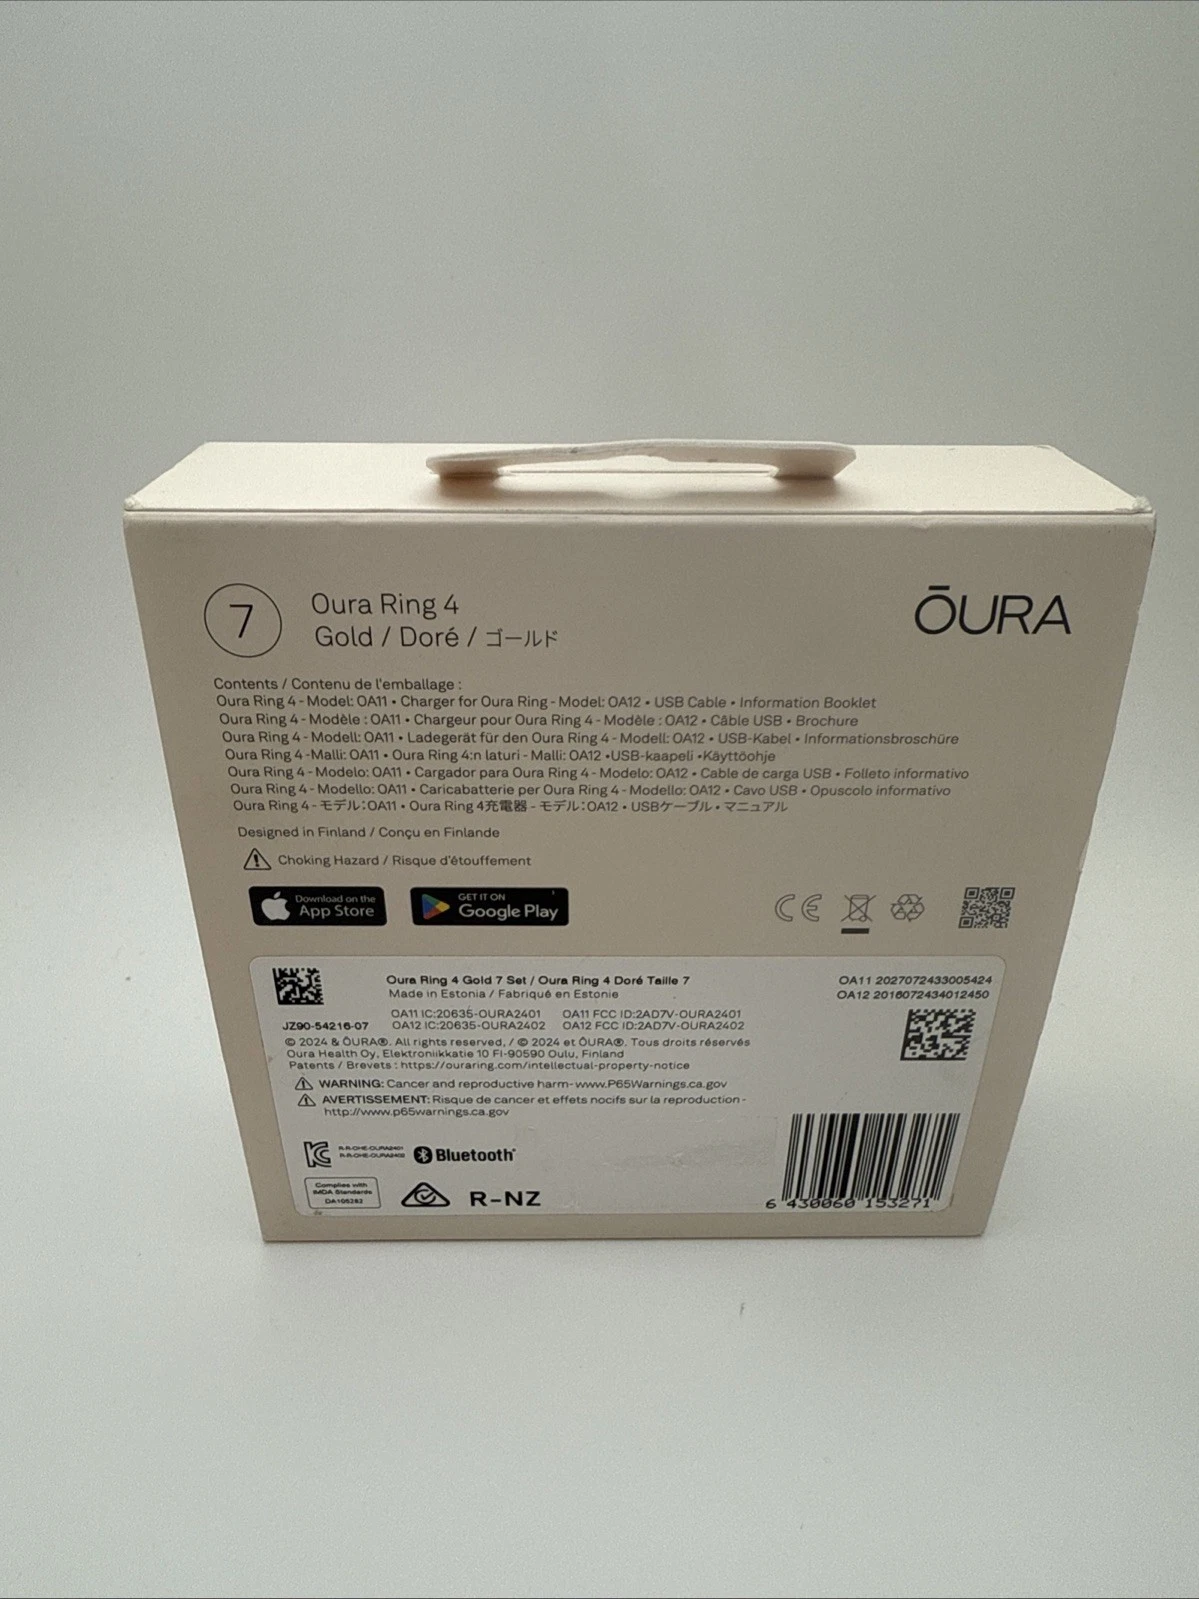 7
Oura Ring 4
Gold / Doré / ゴールド
ŌURA
Contents / Contenu de l'emballage :
Oura Ring 4 - Model: OA11 • Charger for Oura Ring - Model: OA12 • USB Cable • Information Booklet
Oura Ring 4 - Modèle : OA11 • Chargeur pour Oura Ring 4 - Modèle : OA12 • Câble USB • Brochure
Oura Ring 4 - Modell: OA11 • Ladegerät für den Oura Ring 4 - Modell: OA12 • USB-Kabel • Informationsbroschüre
Oura Ring 4 -Malli: OA11 • Oura Ring 4:n laturi - Malli: OA12 •USB-kaapeli •Käyttöohje
Oura Ring 4 - Modelo: OA11 • Cargador para Oura Ring 4 - Modelo: OA12 • Cable de carga USB • Folleto informativo
Oura Ring 4 - Modello: OA11 • Caricabatterie per Oura Ring 4 - Modello: OA12 • Cavo USB • Opuscolo informativo
Oura Ring 4 - モデル：OA11 • Oura Ring 4充電器 - モデル：OA12 • USBケーブル • マニュアル
Designed in Finland / Conçu en Finlande
Choking Hazard / Risque d'étouffement
Download on the
App Store
GET IT ON
Google Play
CE
Oura Ring 4 Gold 7 Set / Oura Ring 4 Doré Taille 7
Made in Estonia / Fabriqué en Estonie
OA11 2027072433005424
OA12 2016072434012450
JZ90-54216-07
OA11 IC:20635-OURA2401 OA11 FCC ID:2AD7V-OURA2401
OA12 IC:20635-OURA2402 OA12 FCC ID:2AD7V-OURA2402
© 2024 & ŌURA®. All rights reserved, / © 2024 et ŌURA®. Tous droits réservés
Oura Health Oy, Elektroniikkatie 10 FI-90590 Oulu, Finland
Patents / Brevets : https://ouraring.com/intellectual-property-notice
WARNING: Cancer and reproductive harm-www.P65Warnings.ca.gov
AVERTISSEMENT: Risque de cancer et effets nocifs sur la reproduction-
http://www.p65warnings.ca.gov
R-R-OHE-OURA2401
R-R-OHE-OURA2402
Bluetooth®
Complies with
IMDA Standards
DA105282
R-NZ
6 430060 153271